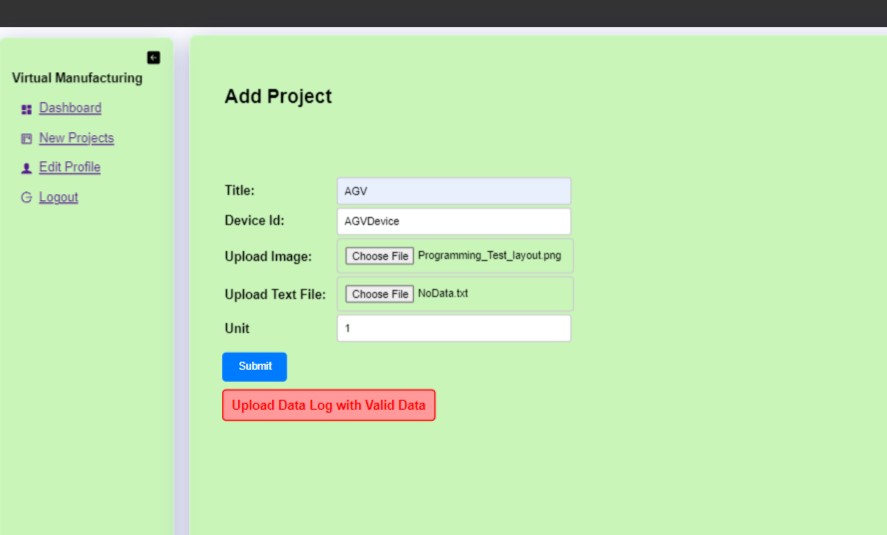 Virtual Manufacturing
Dashboard
New Projects
Edit Profile
Logout
Add Project
Title: AGV
Device Id: AGVDevice
Upload Image: Choose File Programming_Test_layout.png
Upload Text File: Choose File NoData.txt
Unit 1
Submit
Upload Data Log with Valid Data